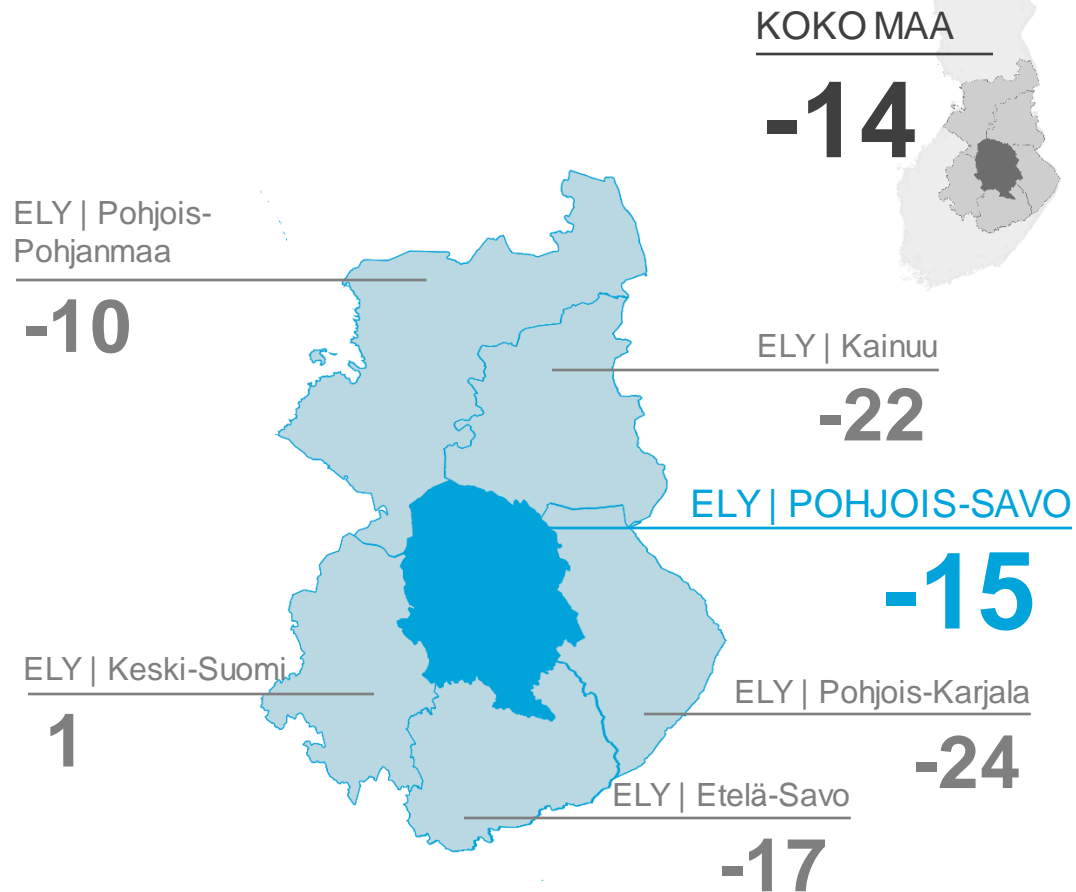 KOKO MAA
-14
ELY | Pohjois-
Pohjanmaa
-10
ELY | Kainuu
-22
ELY | POHJOIS-SAVO
-15
ELY | Keski-Suomi
1
ELY | Pohjois-Karjala
-24
ELY | Etelä-Savo
-17